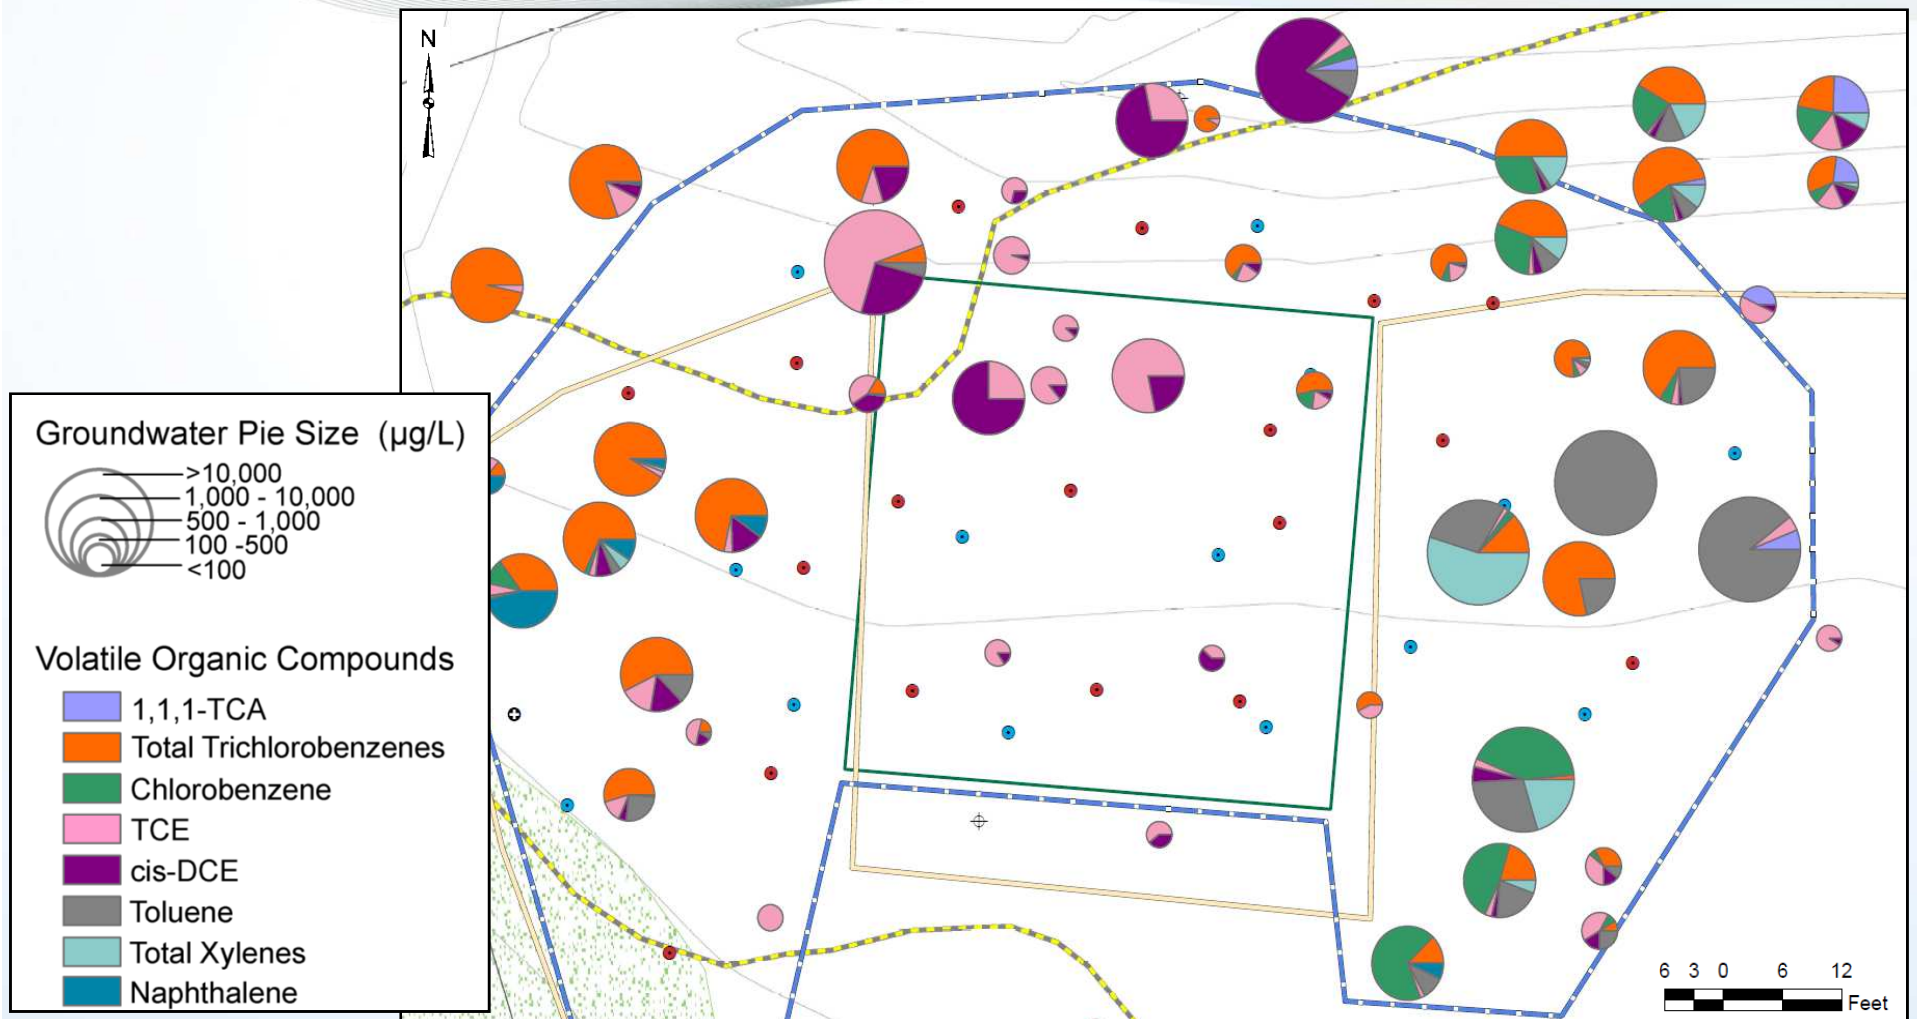 N
Groundwater Pie Size (µg/L)
>10,000
1,000 - 10,000
500 - 1,000
100 -500
<100
Volatile Organic Compounds
1,1,1-TCA
Total Trichlorobenzenes
Chlorobenzene
TCE
cis-DCE
Toluene
Total Xylenes
Naphthalene
6 3 0 6 12
Feet